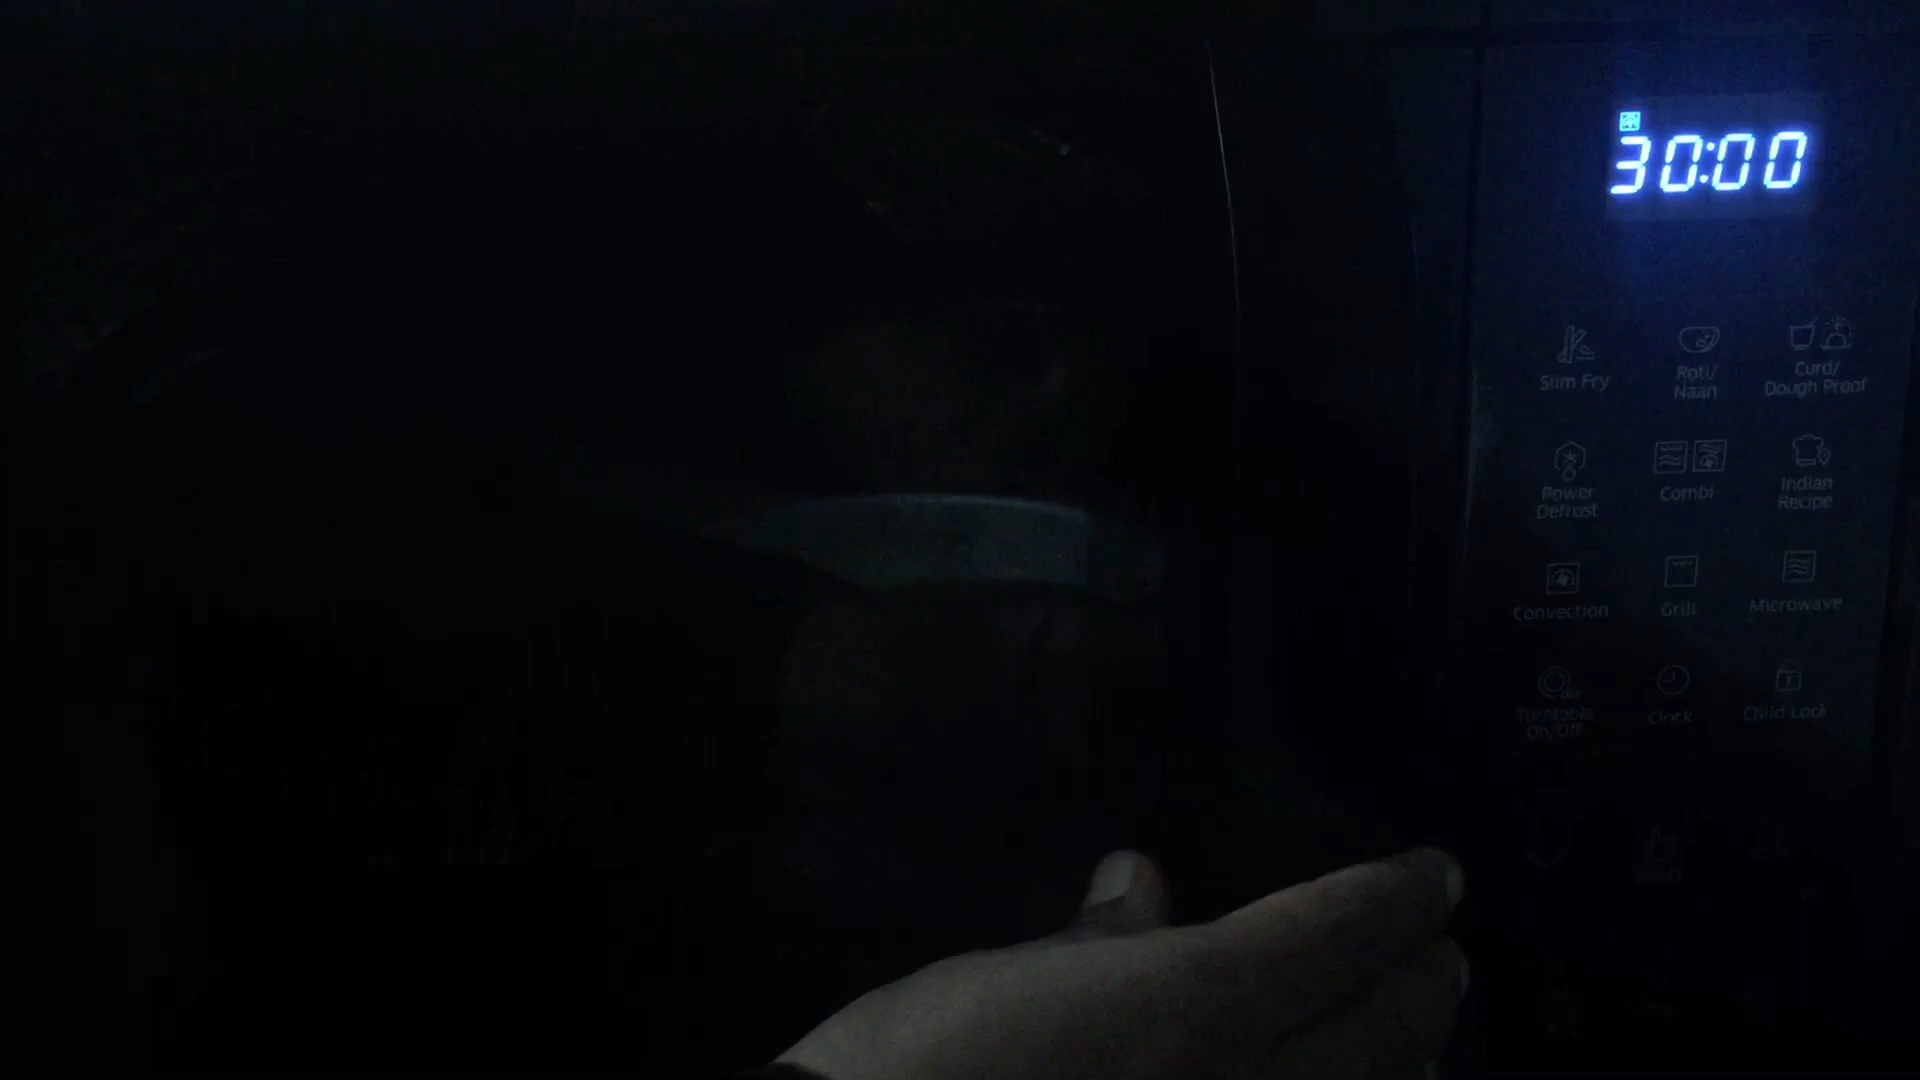 30:00
Slim Fry
Roti/
Naan
Curd/
Dough Proof
Power
Defrost
Combi
Indian
Recipe
Convection
Grill
Microwave
Turntable
On/Off
Clock
Child Lock